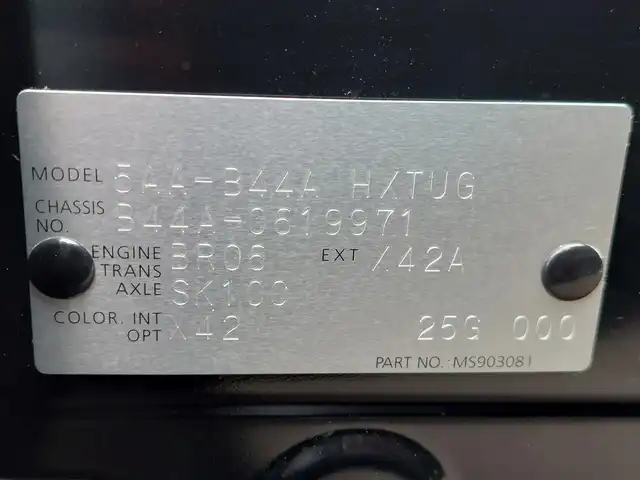 MODEL 5AA-B44A HXTUG
CHASSIS NO. B44A-0619971
ENGINE BR06 EXT X42A
TRANS AXLE SK100
COLOR. INT OPT X42 25G 000
PART NO.: MS903081